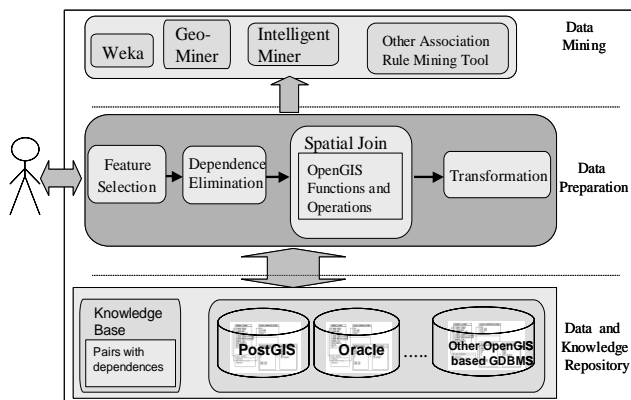 Weka
Geo-
Miner
Intelligent
Miner
Other Association
Rule Mining Tool
Data
Mining
Feature
Selection
Dependence
Elimination
Spatial Join
OpenGIS
Functions and
Operations
Transformation
Data
Preparation
Knowledge
Base
Pairs with
dependences
PostGIS
Oracle
.....
Other OpenGIS
based GDBMS
Data and
Knowledge
Repository